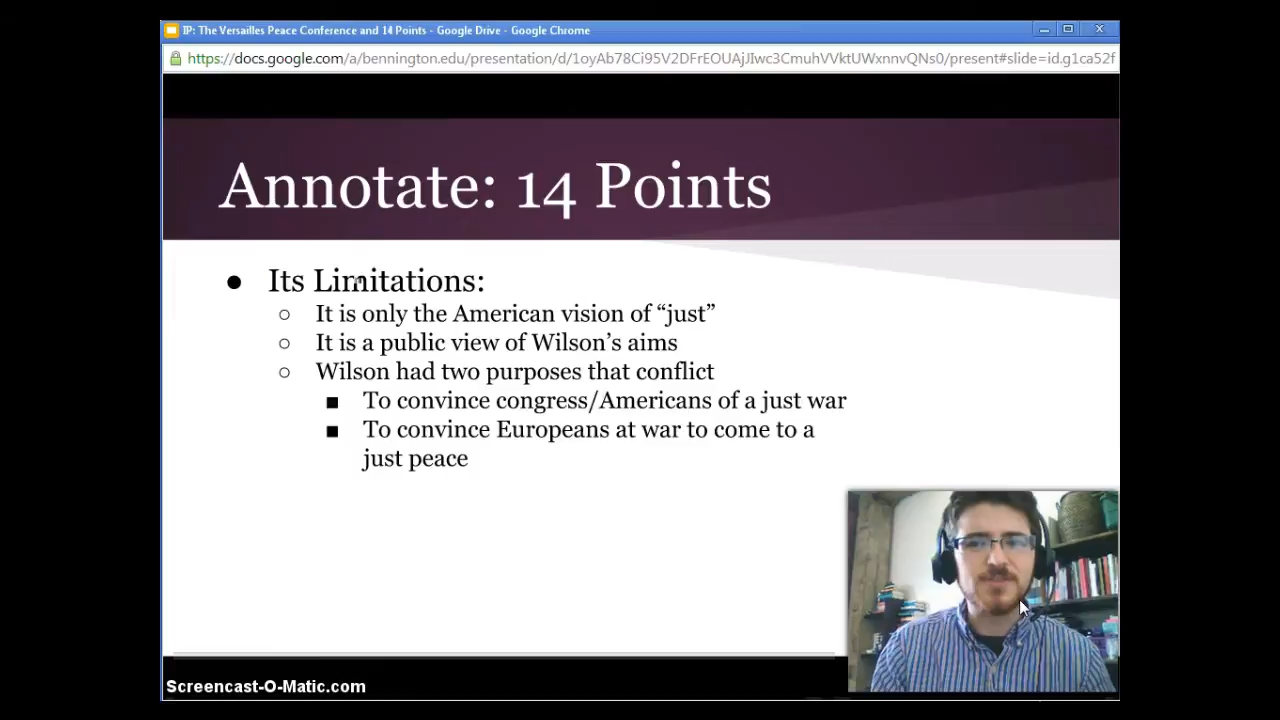 IP: The Versailles Peace Conference and 14 Points - Google Drive - Google Chrome
https://docs.google.com/a/bennington.edu/presentation/d/1oyAb78Ci95V2DFrEOUAjJIwc3CmuhVVktUWxnnvQNs0/present#slide=id.g1ca52f
Annotate: 14 Points
● Its Limitations:
○ It is only the American vision of “just”
○ It is a public view of Wilson’s aims
○ Wilson had two purposes that conflict
■ To convince congress/Americans of a just war
■ To convince Europeans at war to come to a
just peace
Screencast-O-Matic.com